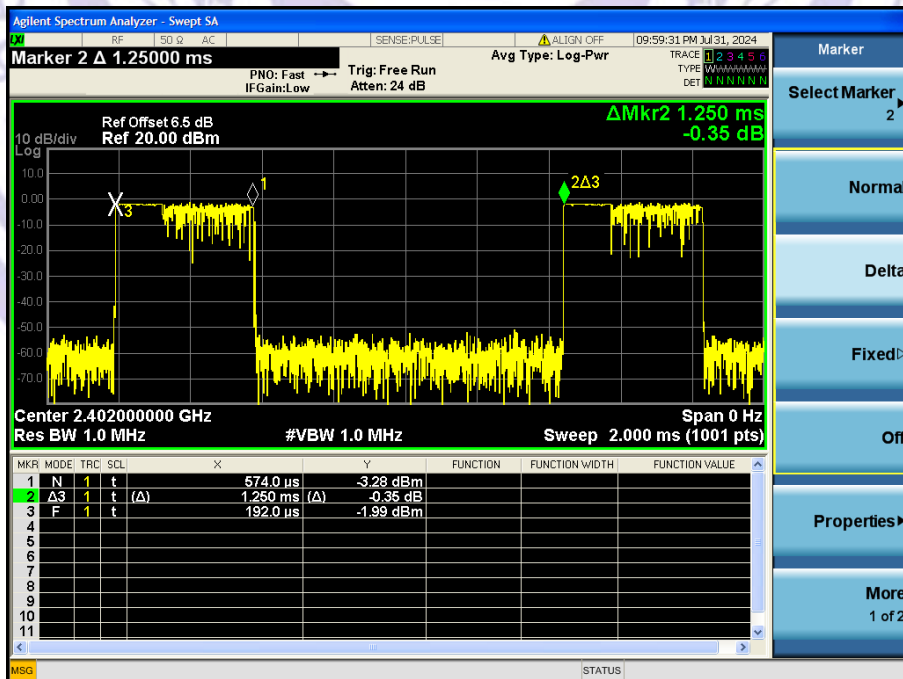 Agilent Spectrum Analyzer - Swept SA
LXI RF 50 Ω AC SENSE:PULSE ALIGN OFF 09:59:31 PM Jul 31, 2024
Marker 2 Δ 1.25000 ms
PNO: Fast
IFGain:Low
Trig: Free Run
Atten: 24 dB
Avg Type: Log-Pwr
TRACE 1 2 3 4 5 6
TYPE WWWWWW
DET N N N N N N
Ref Offset 6.5 dB
10 dB/div Ref 20.00 dBm
Log
ΔMkr2 1.250 ms
-0.35 dB
10.0
0.00
-10.0
-20.0
-30.0
-40.0
-50.0
-60.0
-70.0
3
1
2Δ3
Center 2.402000000 GHz Span 0 Hz
Res BW 1.0 MHz #VBW 1.0 MHz Sweep 2.000 ms (1001 pts)
MKR MODE TRC SCL X Y FUNCTION FUNCTION WIDTH FUNCTION VALUE
1 N 1 t 574.0 µs -3.28 dBm
2 Δ3 1 t (Δ) 1.250 ms (Δ) -0.35 dB
3 F 1 t 192.0 µs -1.99 dBm
4
5
6
7
8
9
10
11
MSG STATUS
Marker
Select Marker
2
Normal
Delta
Fixed
Off
Properties
More
1 of 2